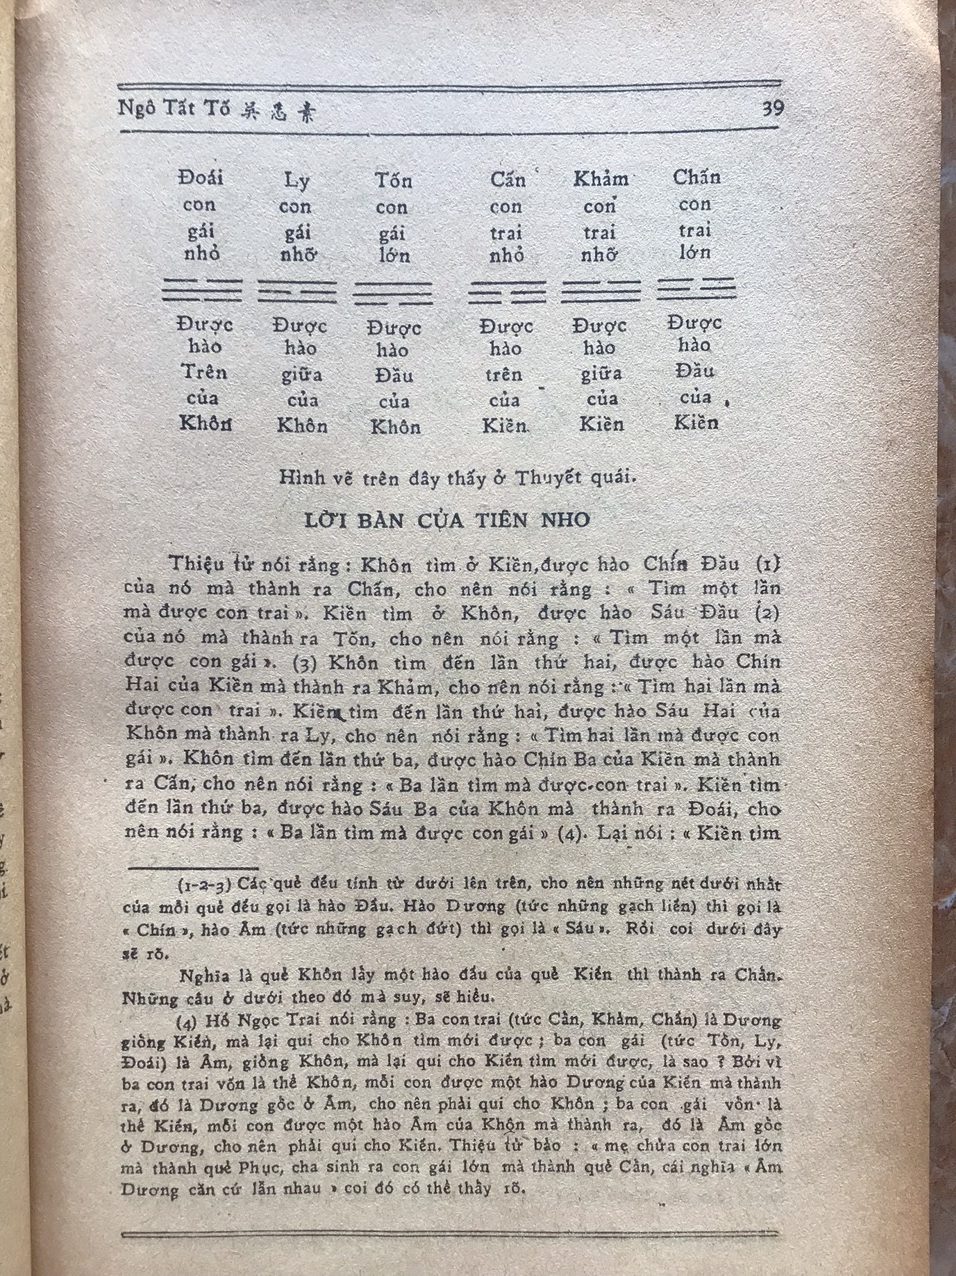 Ngô Tất Tố 吳悉素 39
Đoái Ly Tốn Cấn Khảm Chấn
con con con con con con
gái gái gái trai trai trai
nhỏ nhỡ lớn nhỏ nhỡ lớn
Được Được Được Được Được Được
hào hào hào hào hào hào
Trên giữa Đầu trên giữa Đầu
của của của của của của
Khôn Khôn Khôn Kiền Kiền Kiền
Hình vẽ trên đây thấy ở Thuyết quái.
LỜI BÀN CỦA TIÊN NHO
Thiệu tử nói rằng : Khôn tìm ở Kiền, được hào Chín Đầu (1)
của nó mà thành ra Chấn, cho nên nói rằng : « Tìm một lần
mà được con trai ». Kiền tìm ở Khôn, được hào Sáu Đầu (2)
của nó mà thành ra Tốn, cho nên nói rằng : « Tìm một lần mà
được con gái ». (3) Khôn tìm đến lần thứ hai, được hào Chín
Hai của Kiền mà thành ra Khảm, cho nên nói rằng : « Tìm hai lần mà
được con trai ». Kiền tìm đến lần thứ hai, được hào Sáu Hai của
Khôn mà thành ra Ly, cho nên nói rằng : « Tìm hai lần mà được con
gái ». Khôn tìm đến lần thứ ba, được hào Chín Ba của Kiền mà thành
ra Cấn, cho nên nói rằng : « Ba lần tìm mà được con trai ». Kiền tìm
đến lần thứ ba, được hào Sáu Ba của Khôn mà thành ra Đoái, cho
nên nói rằng : « Ba lần tìm mà được con gái » (4). Lại nói : « Kiền tìm
(1-2-3) Các quẻ đều tính từ dưới lên trên, cho nên những nét dưới nhất
của mỗi quẻ đều gọi là hào Đầu. Hào Dương (tức những gạch liền) thì gọi là
« Chín », hào Âm (tức những gạch đứt) thì gọi là « Sáu ». Rồi coi dưới đây
sẽ rõ.
Nghĩa là quẻ Khôn lấy một hào đầu của quẻ Kiền thì thành ra Chấn.
Những câu ở dưới theo đó mà suy, sẽ hiểu.
(4) Hồ Ngọc Trai nói rằng : Ba con trai (tức Cấn, Khảm, Chấn) là Dương
giống Kiền, mà lại qui cho Khôn tìm mới được ; ba con gái (tức Tốn, Ly,
Đoái) là Âm, giống Khôn, mà lại qui cho Kiền tìm mới được, là sao ? Bởi vì
ba con trai vốn là thể Khôn, mỗi con được một hào Dương của Kiền mà thành
ra, đó là Dương gốc ở Âm, cho nên phải qui cho Khôn ; ba con gái vốn là
thể Kiền, mỗi con được một hào Âm của Khôn mà thành ra, đó là Âm gốc
ở Dương, cho nên phải qui cho Kiền. Thiệu tử bảo : « mẹ chửa con trai lớn
mà thành quẻ Phục, cha sinh ra con gái lớn mà thành quẻ Cấn, cái nghĩa « Âm
Dương căn cứ lẫn nhau » coi đó có thể thấy rõ.